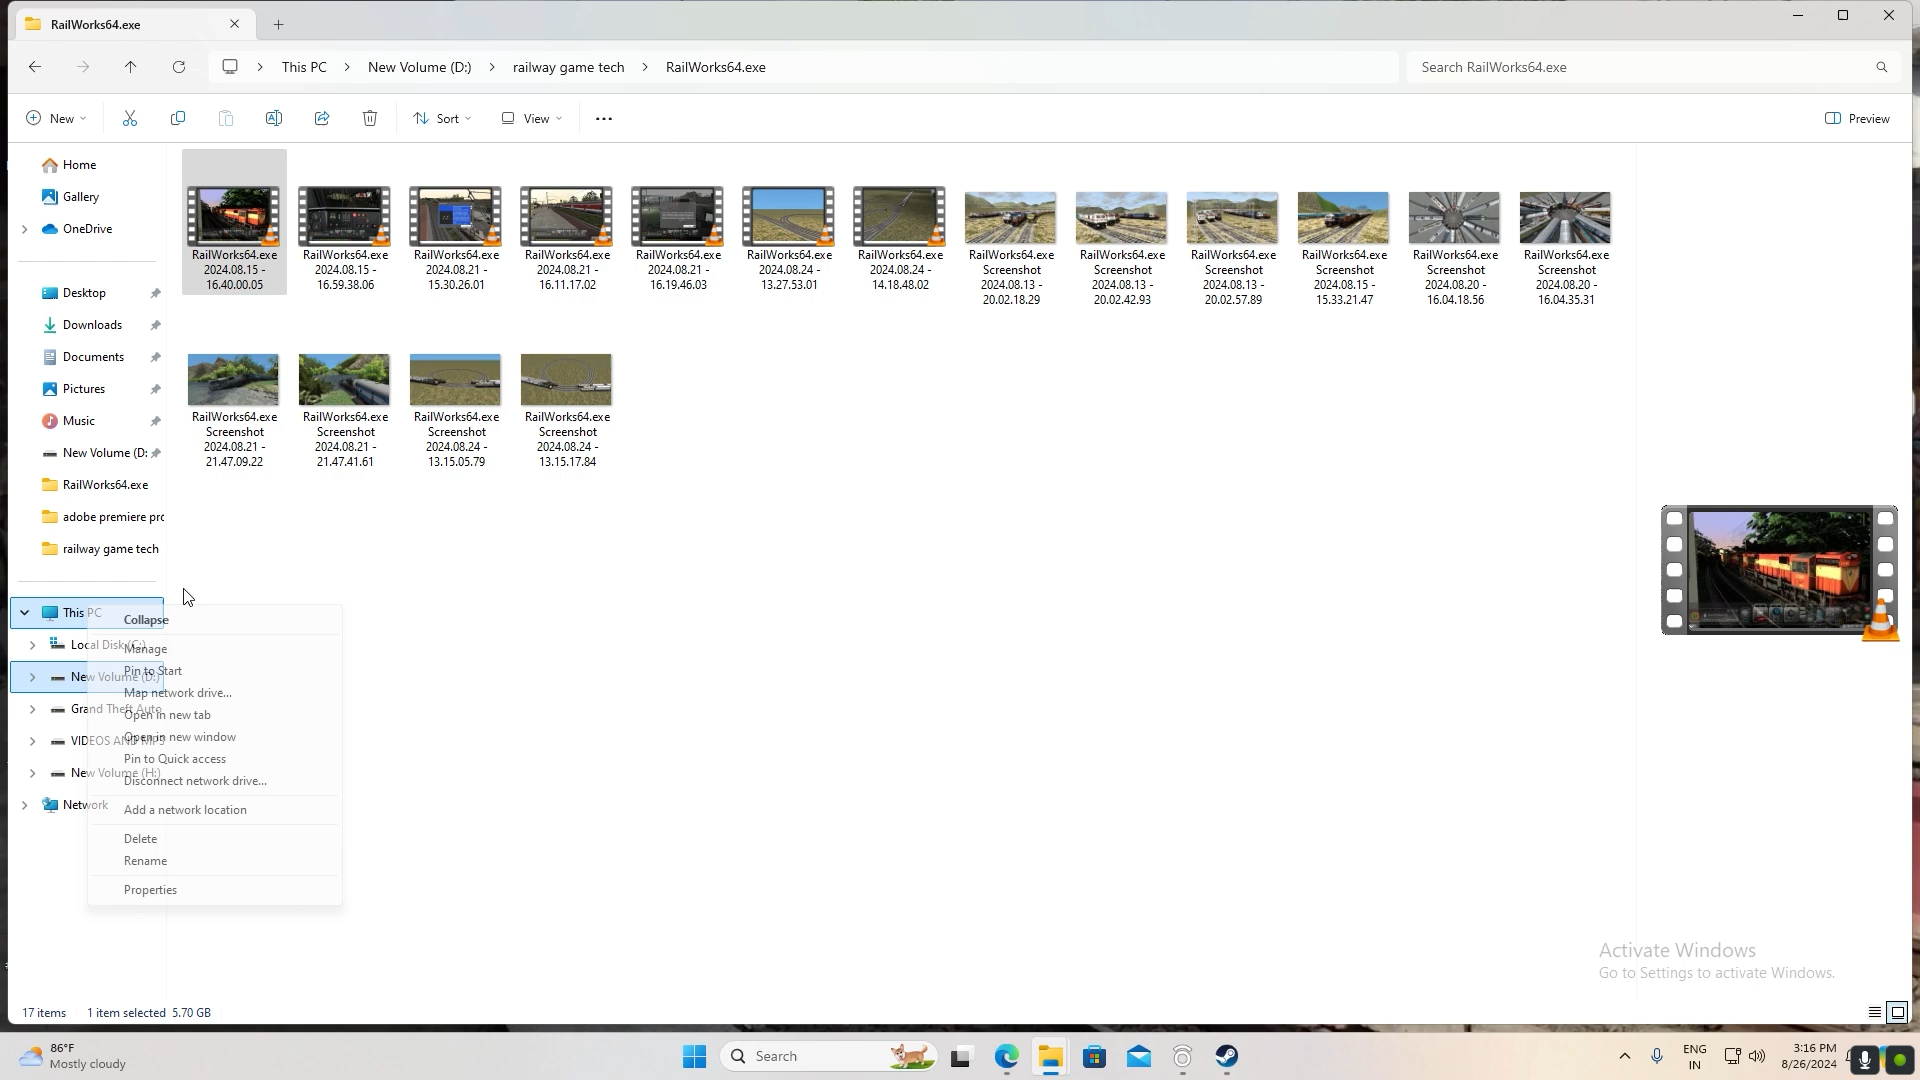 RailWorks64.exe
This PC
New Volume (D:)
railway game tech
RailWorks64.exe
Search RailWorks64.exe
New
Sort
View
Preview
Home
Gallery
OneDrive
Desktop
Downloads
Documents
Pictures
Music
New Volume (D:
RailWorks64.exe
adobe premiere pro
railway game tech
This PC
Local Disk (C:)
New Volume (D:)
Grand Theft Auto
VIDEOS AND MP3
New Volume (H:)
Network
Collapse
Manage
Pin to Start
Map network drive...
Open in new tab
Open in new window
Pin to Quick access
Disconnect network drive...
Add a network location
Delete
Rename
Properties
RailWorks64.exe
2024.08.15 -
16.40.00.05
RailWorks64.exe
2024.08.15 -
16.59.38.06
RailWorks64.exe
2024.08.21 -
15.30.26.01
RailWorks64.exe
2024.08.21 -
16.11.17.02
RailWorks64.exe
2024.08.21 -
16.19.46.03
RailWorks64.exe
2024.08.24 -
13.27.53.01
RailWorks64.exe
2024.08.24 -
14.18.48.02
RailWorks64.exe
Screenshot
2024.08.13 -
20.02.18.29
RailWorks64.exe
Screenshot
2024.08.13 -
20.02.42.93
RailWorks64.exe
Screenshot
2024.08.13 -
20.02.57.89
RailWorks64.exe
Screenshot
2024.08.15 -
15.33.21.47
RailWorks64.exe
Screenshot
2024.08.20 -
16.04.18.56
RailWorks64.exe
Screenshot
2024.08.20 -
16.04.35.31
RailWorks64.exe
Screenshot
2024.08.21 -
21.47.09.22
RailWorks64.exe
Screenshot
2024.08.21 -
21.47.41.61
RailWorks64.exe
Screenshot
2024.08.24 -
13.15.05.79
RailWorks64.exe
Screenshot
2024.08.24 -
13.15.17.84
Activate Windows
Go to Settings to activate Windows.
17 items
1 item selected 5.70 GB
86°F
Mostly cloudy
Search
ENG
IN
3:16 PM
8/26/2024